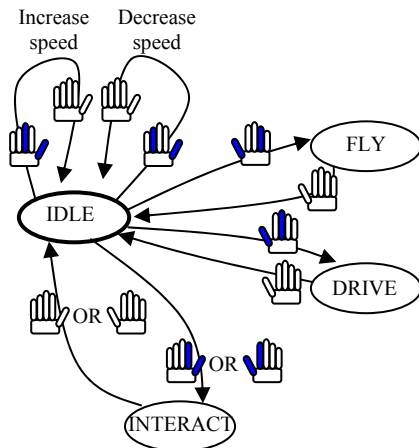 Increase
speed
Decrease
speed
FLY
IDLE
DRIVE
OR
OR
INTERACT